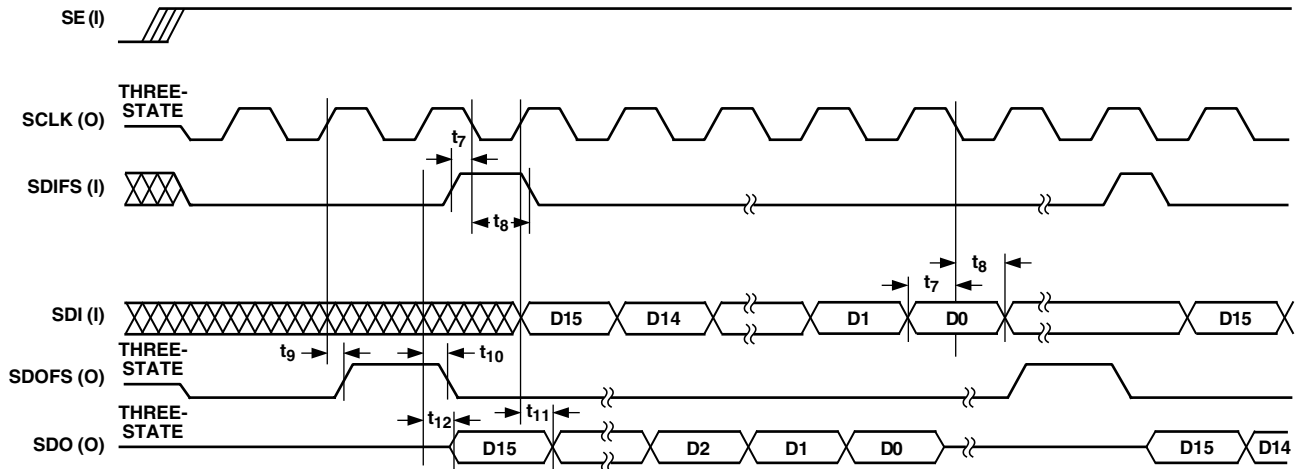 SE (I)
THREE-
STATE
SCLK (O)
t7
SDIFS (I)
t8
t8
t7
SDI (I)
D15
D14
D1
D0
D15
THREE-
STATE
t9
t10
SDOFS (O)
THREE-
STATE
t12
t11
SDO (O)
D15
D2
D1
D0
D15
D14